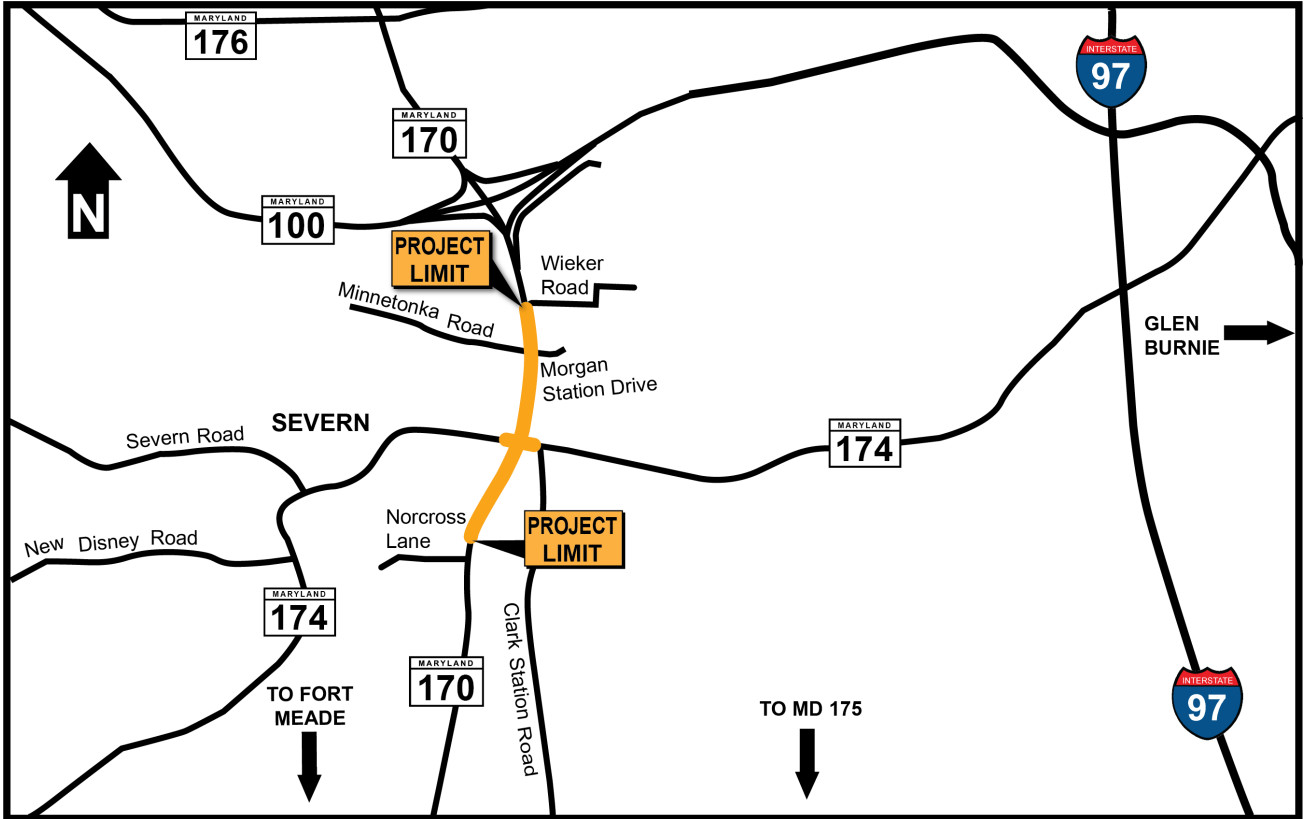 MARYLAND
176
INTERSTATE
97
MARYLAND
170
N
MARYLAND
100
PROJECT
LIMIT
Wieker
Road
Minnetonka Road
GLEN
BURNIE
Morgan
Station Drive
SEVERN
Severn Road
MARYLAND
174
Norcross
Lane
PROJECT
LIMIT
New Disney Road
MARYLAND
174
Clark Station Road
MARYLAND
170
INTERSTATE
97
TO FORT
MEADE
TO MD 175